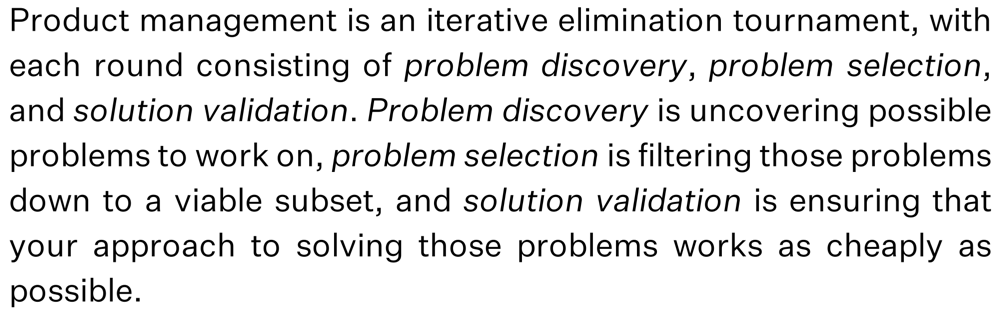 Product management is an iterative elimination tournament, with
each round consisting of problem discovery, problem selection,
and solution validation. Problem discovery is uncovering possible
problems to work on, problem selection is filtering those problems
down to a viable subset, and solution validation is ensuring that
your approach to solving those problems works as cheaply as
possible.